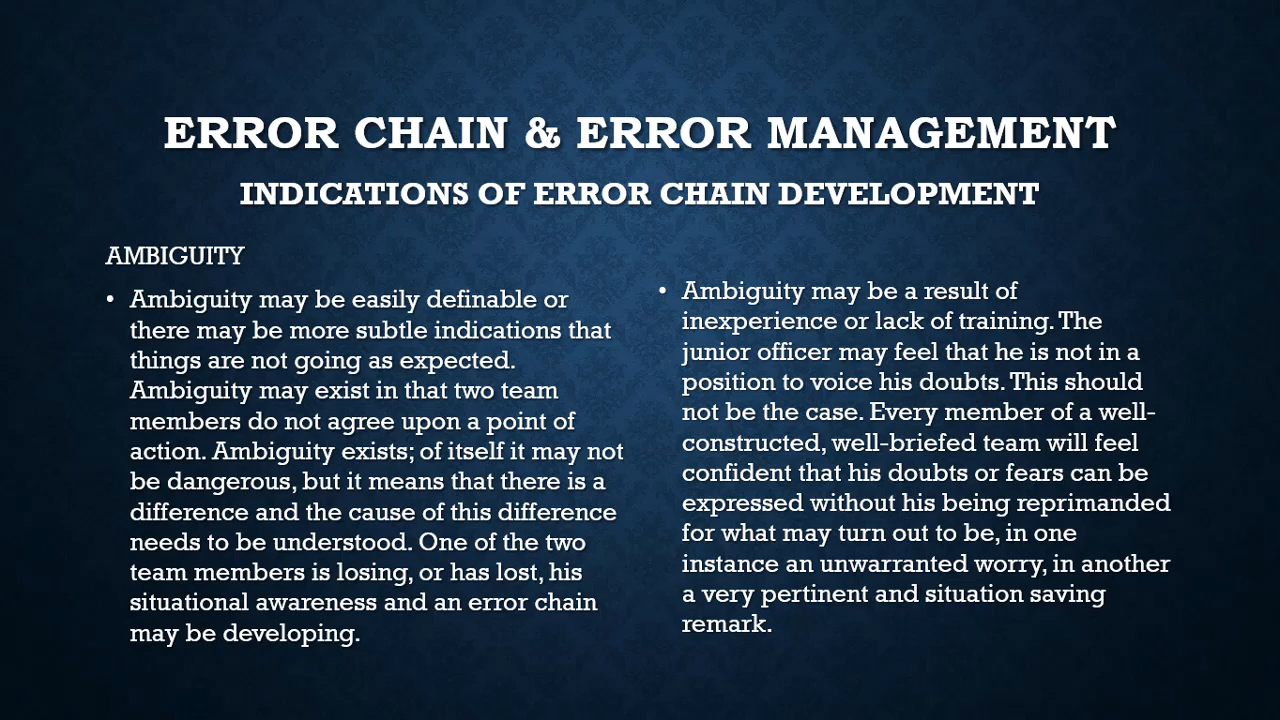 ERROR CHAIN & ERROR MANAGEMENT
INDICATIONS OF ERROR CHAIN DEVELOPMENT
AMBIGUITY
• Ambiguity may be easily definable or
there may be more subtle indications that
things are not going as expected.
Ambiguity may exist in that two team
members do not agree upon a point of
action. Ambiguity exists; of itself it may not
be dangerous, but it means that there is a
difference and the cause of this difference
needs to be understood. One of the two
team members is losing, or has lost, his
situational awareness and an error chain
may be developing.
• Ambiguity may be a result of
inexperience or lack of training. The
junior officer may feel that he is not in a
position to voice his doubts. This should
not be the case. Every member of a well-
constructed, well-briefed team will feel
confident that his doubts or fears can be
expressed without his being reprimanded
for what may turn out to be, in one
instance an unwarranted worry, in another
a very pertinent and situation saving
remark.